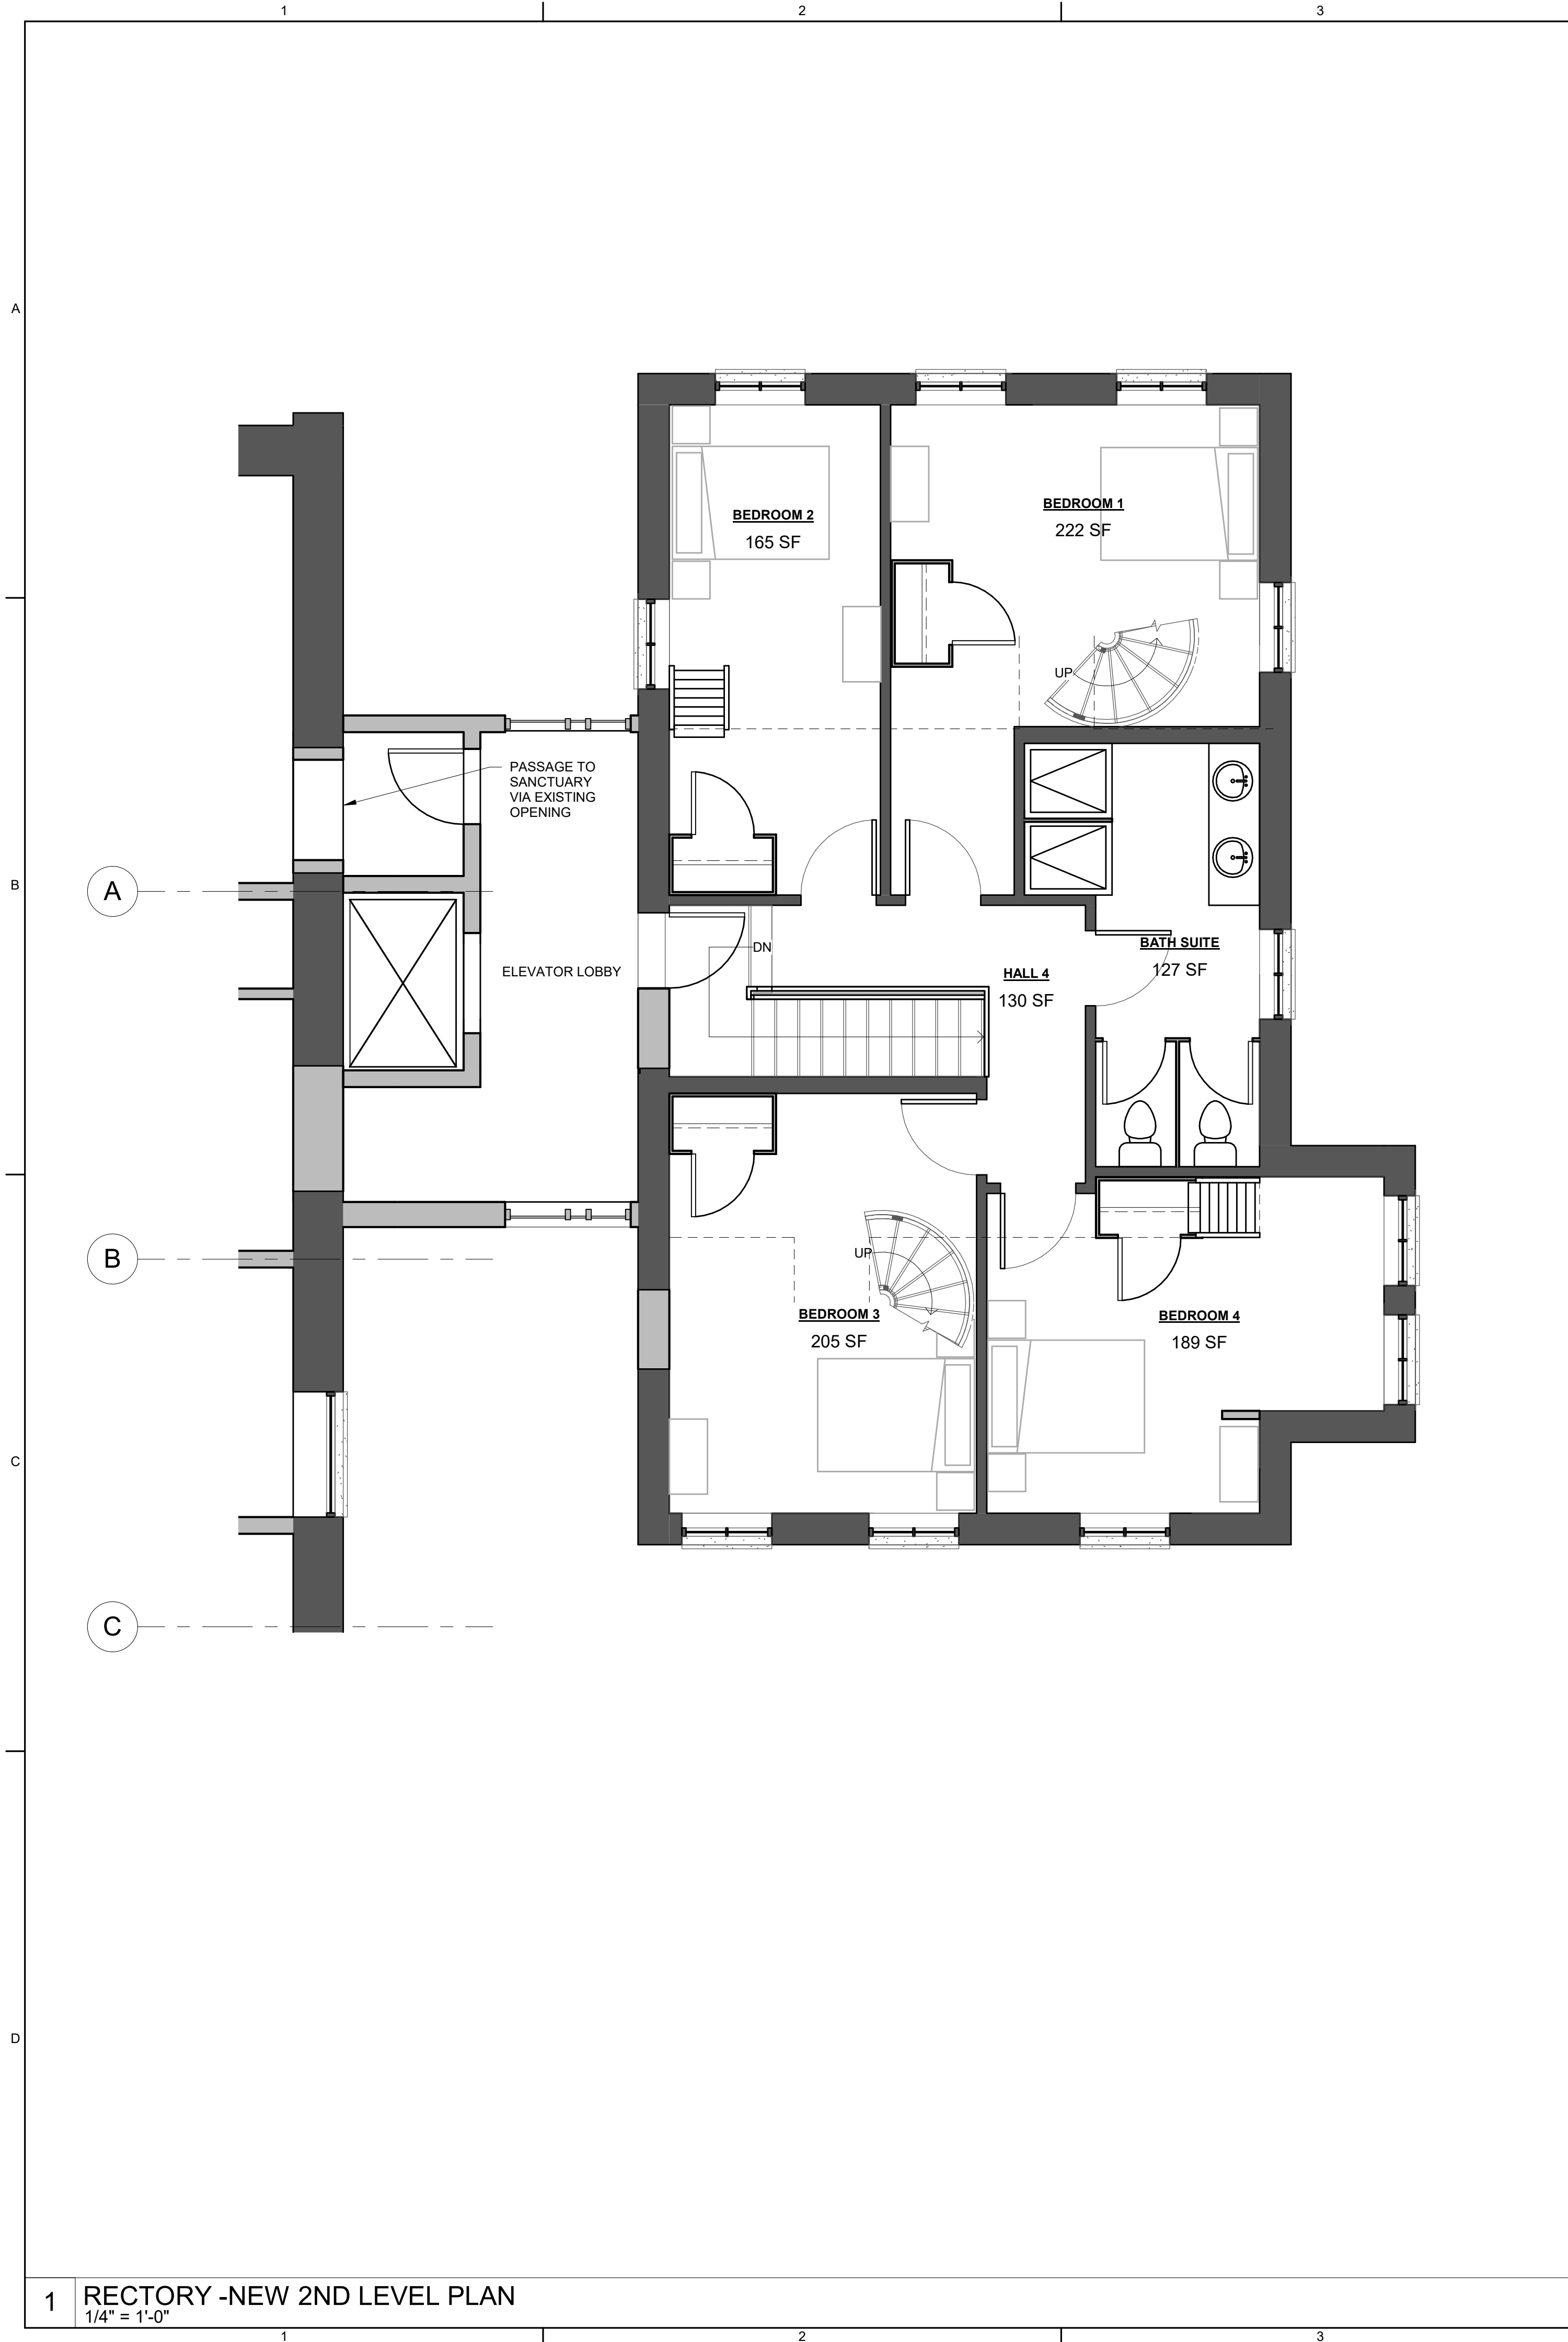 1 2 3
A
BEDROOM 2
165 SF
BEDROOM 1
222 SF
UP
PASSAGE TO
SANCTUARY
VIA EXISTING
OPENING
B
A
DN
BATH SUITE
127 SF
ELEVATOR LOBBY
HALL 4
130 SF
B
UP
BEDROOM 3
205 SF
BEDROOM 4
189 SF
C
C
D
1 RECTORY -NEW 2ND LEVEL PLAN
1/4" = 1'-0"
1 2 3